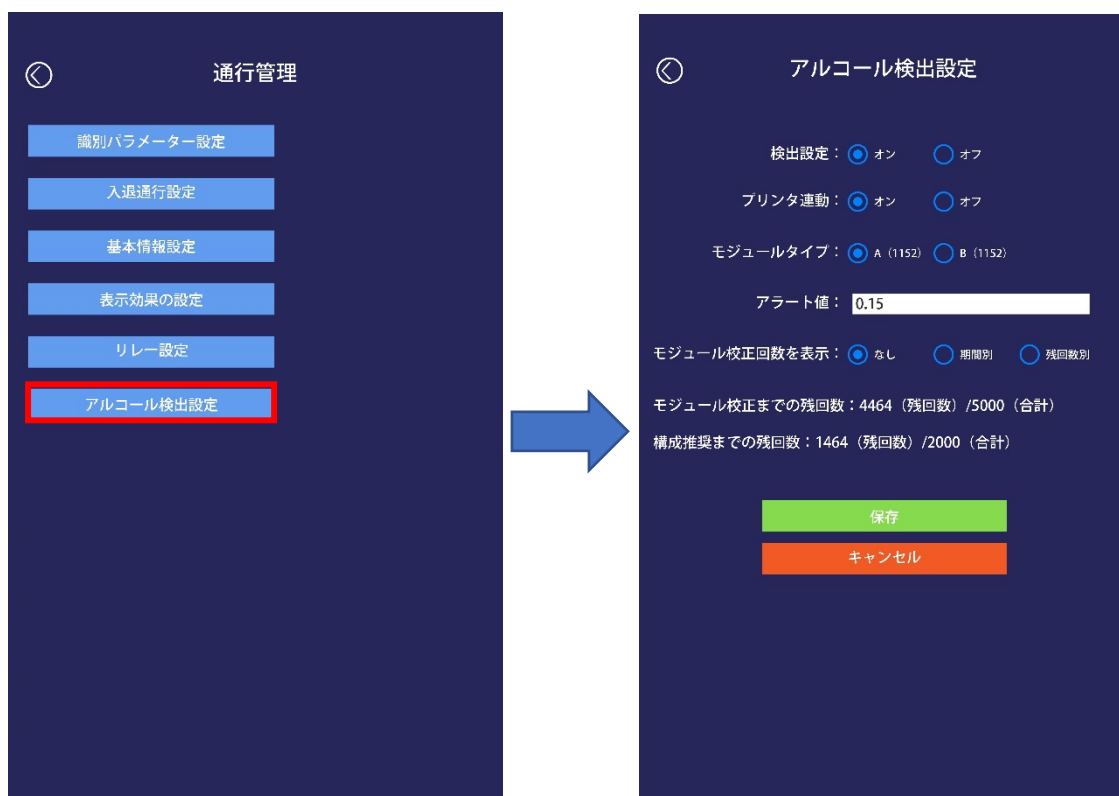 通行管理
識別パラメーター設定
入退通行設定
基本情報設定
表示効果の設定
リレー設定
アルコール検出設定
アルコール検出設定
検出設定： オン オフ
プリンタ連動： オン オフ
モジュールタイプ： A（1152） B（1152）
アラート値： 0.15
モジュール校正回数を表示： なし 期間別 残回数別
モジュール校正までの残回数：4464（残回数）/5000（合計）
構成推奨までの残回数：1464（残回数）/2000（合計）
保存
キャンセル